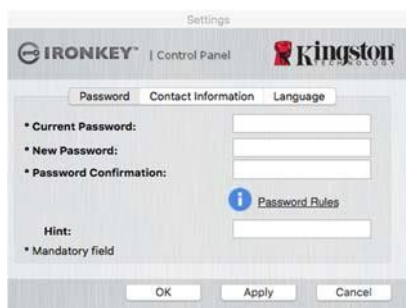 Settings
IRONKEY™ | Control Panel
Kingston
TECHNOLOGY
Password Contact Information Language
* Current Password:
* New Password:
* Password Confirmation:
Password Rules
Hint:
* Mandatory field
OK Apply Cancel